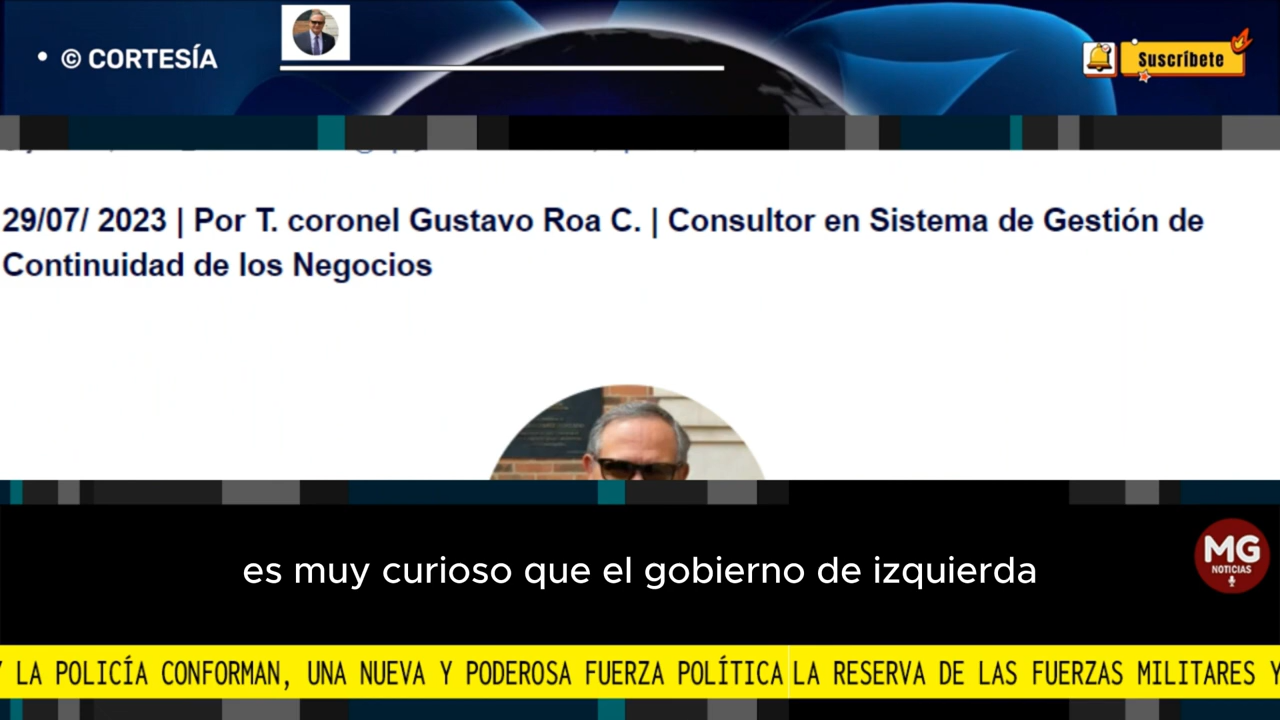 • © CORTESÍA
Suscríbete
29/07/ 2023 | Por T. coronel Gustavo Roa C. | Consultor en Sistema de Gestión de
Continuidad de los Negocios
es muy curioso que el gobierno de izquierda
MG
NOTICIAS
Y LA POLICÍA CONFORMAN, UNA NUEVA Y PODEROSA FUERZA POLÍTICA LA RESERVA DE LAS FUERZAS MILITARES Y